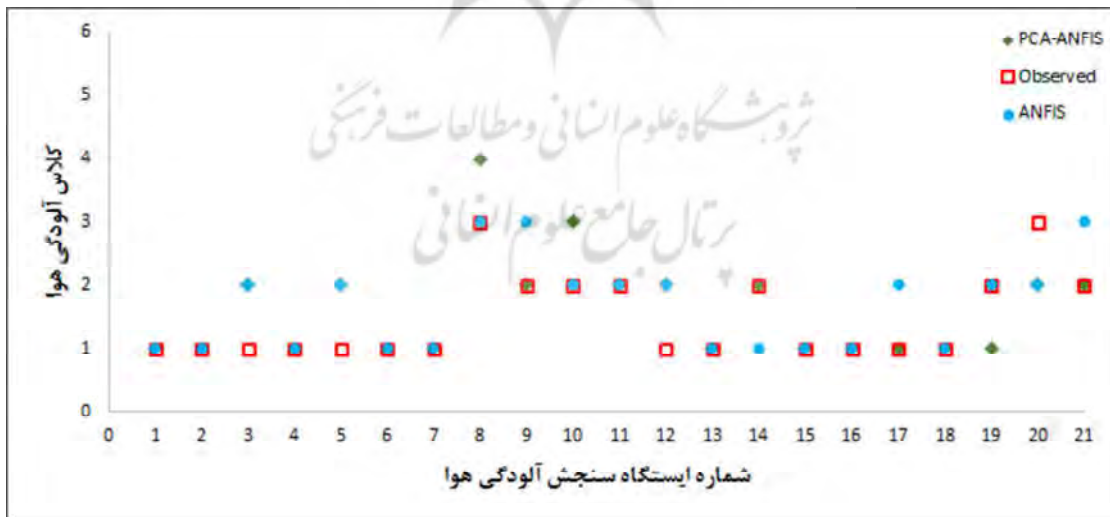 6
5
4
3
2
1
0
0 1 2 3 4 5 6 7 8 9 10 11 12 13 14 15 16 17 18 19 20 21
کلاس آلودگی هوا
شماره ایستگاه سنجش آلودگی هوا
PCA-ANFIS
Observed
ANFIS
پژوهشگاه علوم انسانی و مطالعات فرهنگی
پرتال جامع علوم انسانی